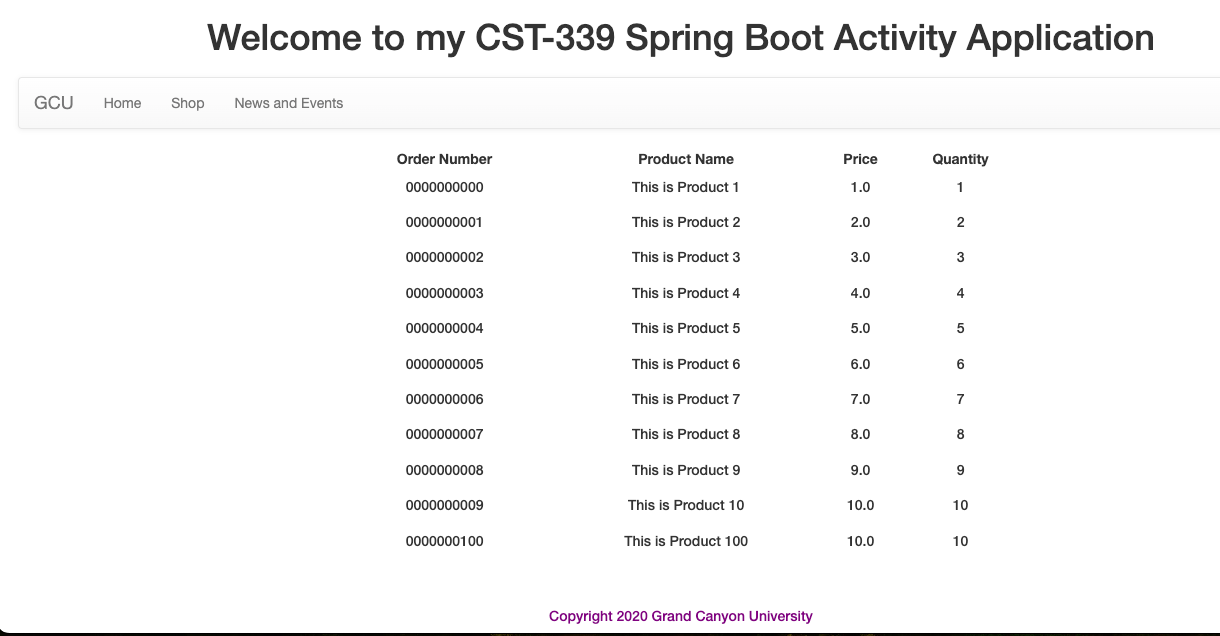 Welcome to my CST-339 Spring Boot Activity Application
GCU Home Shop News and Events
Order Number Product Name Price Quantity
0000000000 This is Product 1 1.0 1
0000000001 This is Product 2 2.0 2
0000000002 This is Product 3 3.0 3
0000000003 This is Product 4 4.0 4
0000000004 This is Product 5 5.0 5
0000000005 This is Product 6 6.0 6
0000000006 This is Product 7 7.0 7
0000000007 This is Product 8 8.0 8
0000000008 This is Product 9 9.0 9
0000000009 This is Product 10 10.0 10
0000000100 This is Product 100 10.0 10
Copyright 2020 Grand Canyon University